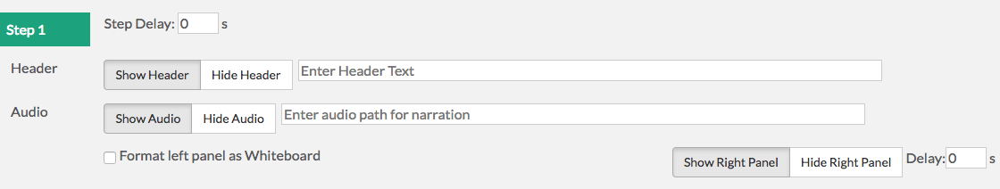 Step 1 Step Delay: 0 s
Header Show Header Hide Header Enter Header Text
Audio Show Audio Hide Audio Enter audio path for narration
Format left panel as Whiteboard Show Right Panel Hide Right Panel Delay: 0 s